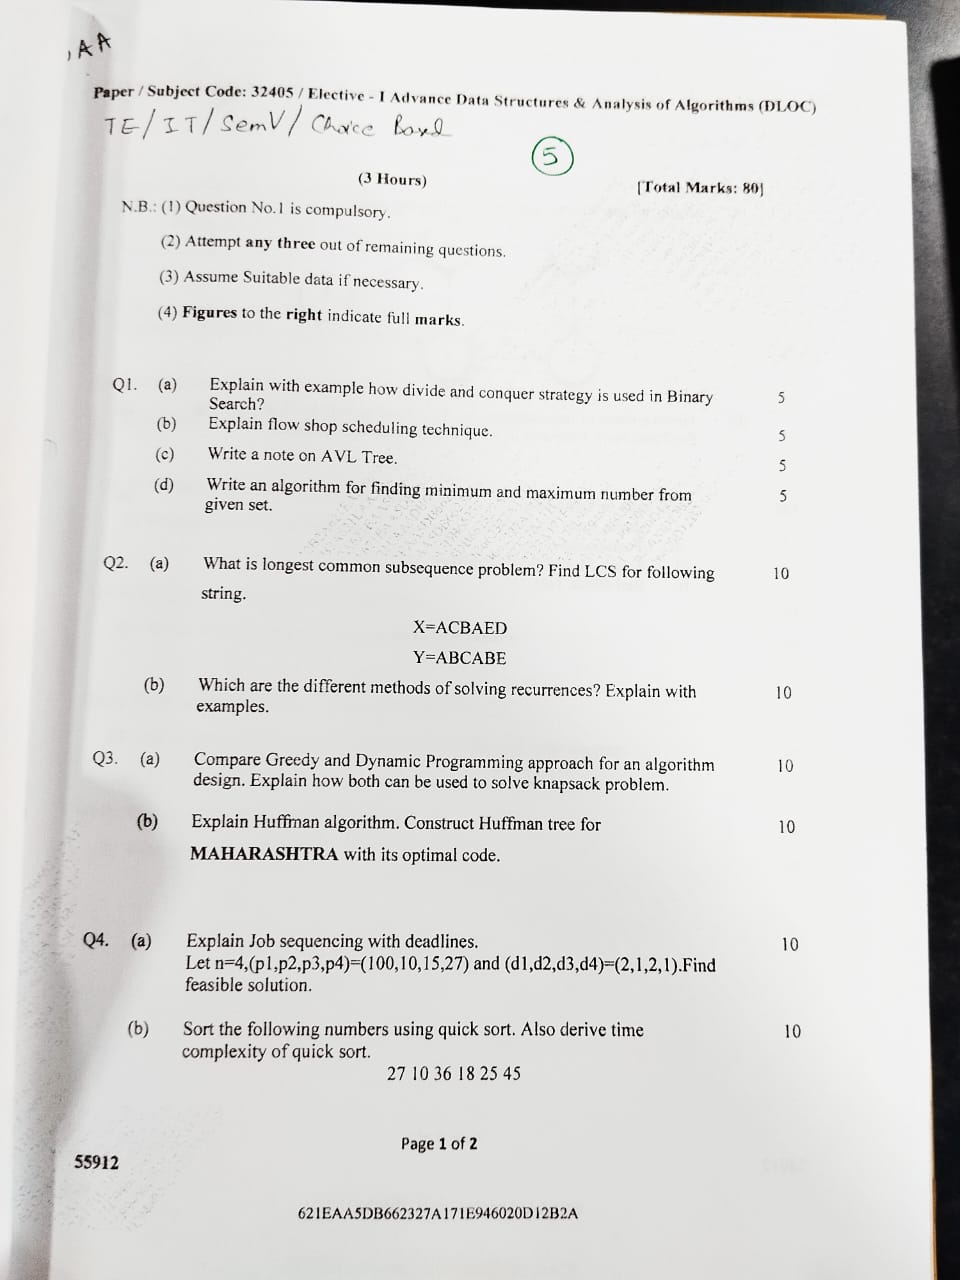 ,AA
Paper / Subject Code: 32405 / Elective - I Advance Data Structures & Analysis of Algorithms (DLOC)
TE/IT/SemV/Choice Based
5
(3 Hours) [Total Marks: 80]
N.B.: (1) Question No.1 is compulsory.
(2) Attempt any three out of remaining questions.
(3) Assume Suitable data if necessary.
(4) Figures to the right indicate full marks.
Q1. (a) Explain with example how divide and conquer strategy is used in Binary 5
Search?
(b) Explain flow shop scheduling technique. 5
(c) Write a note on AVL Tree. 5
(d) Write an algorithm for finding minimum and maximum number from 5
given set.
Q2. (a) What is longest common subsequence problem? Find LCS for following 10
string.
X=ACBAED
Y=ABCABE
(b) Which are the different methods of solving recurrences? Explain with 10
examples.
Q3. (a) Compare Greedy and Dynamic Programming approach for an algorithm 10
design. Explain how both can be used to solve knapsack problem.
(b) Explain Huffman algorithm. Construct Huffman tree for 10
MAHARASHTRA with its optimal code.
Q4. (a) Explain Job sequencing with deadlines. 10
Let n=4,(p1,p2,p3,p4)=(100,10,15,27) and (d1,d2,d3,d4)=(2,1,2,1).Find
feasible solution.
(b) Sort the following numbers using quick sort. Also derive time 10
complexity of quick sort.
27 10 36 18 25 45
Page 1 of 2
55912
621EAA5DB662327A171E946020D12B2A